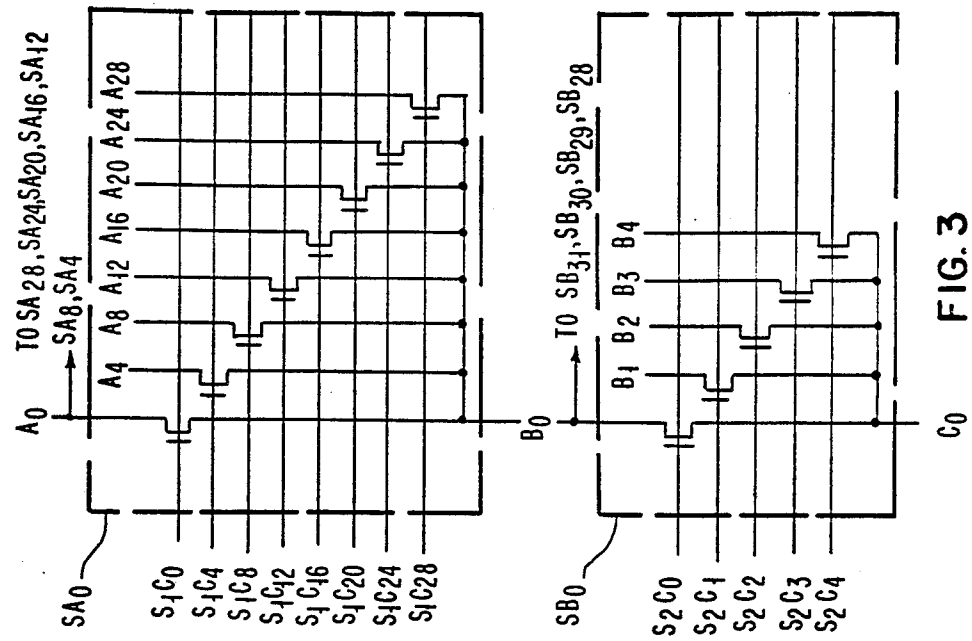 A0 TO SA28, SA24, SA20, SA16, SA12
SA8, SA4
A4 A8 A12 A16 A20 A24 A28
SA0
S1C0
S1C4
S1C8
S1C12
S1C16
S1C20
S1C24
S1C28
B0 TO SB31, SB30, SB29, SB28
B1 B2 B3 B4
SB0
S2C0
S2C1
S2C2
S2C3
S2C4
C0
FIG. 3